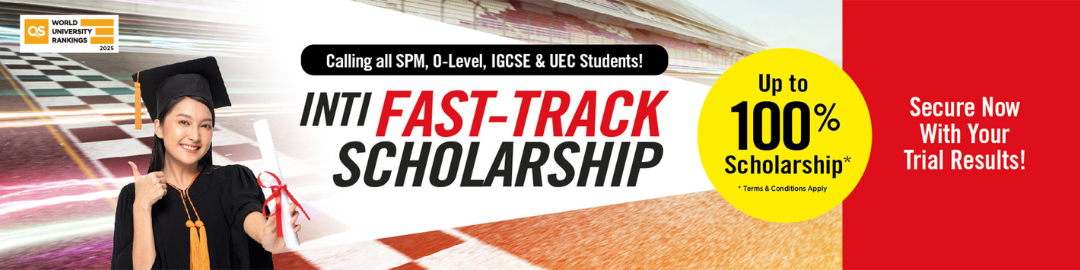 QS
WORLD
UNIVERSITY
RANKINGS
2025
Calling all SPM, O-Level, IGCSE & UEC Students!
INTI FAST-TRACK
SCHOLARSHIP
Up to
100%
Scholarship*
* Terms & Conditions Apply
Secure Now
With Your
Trial Results!